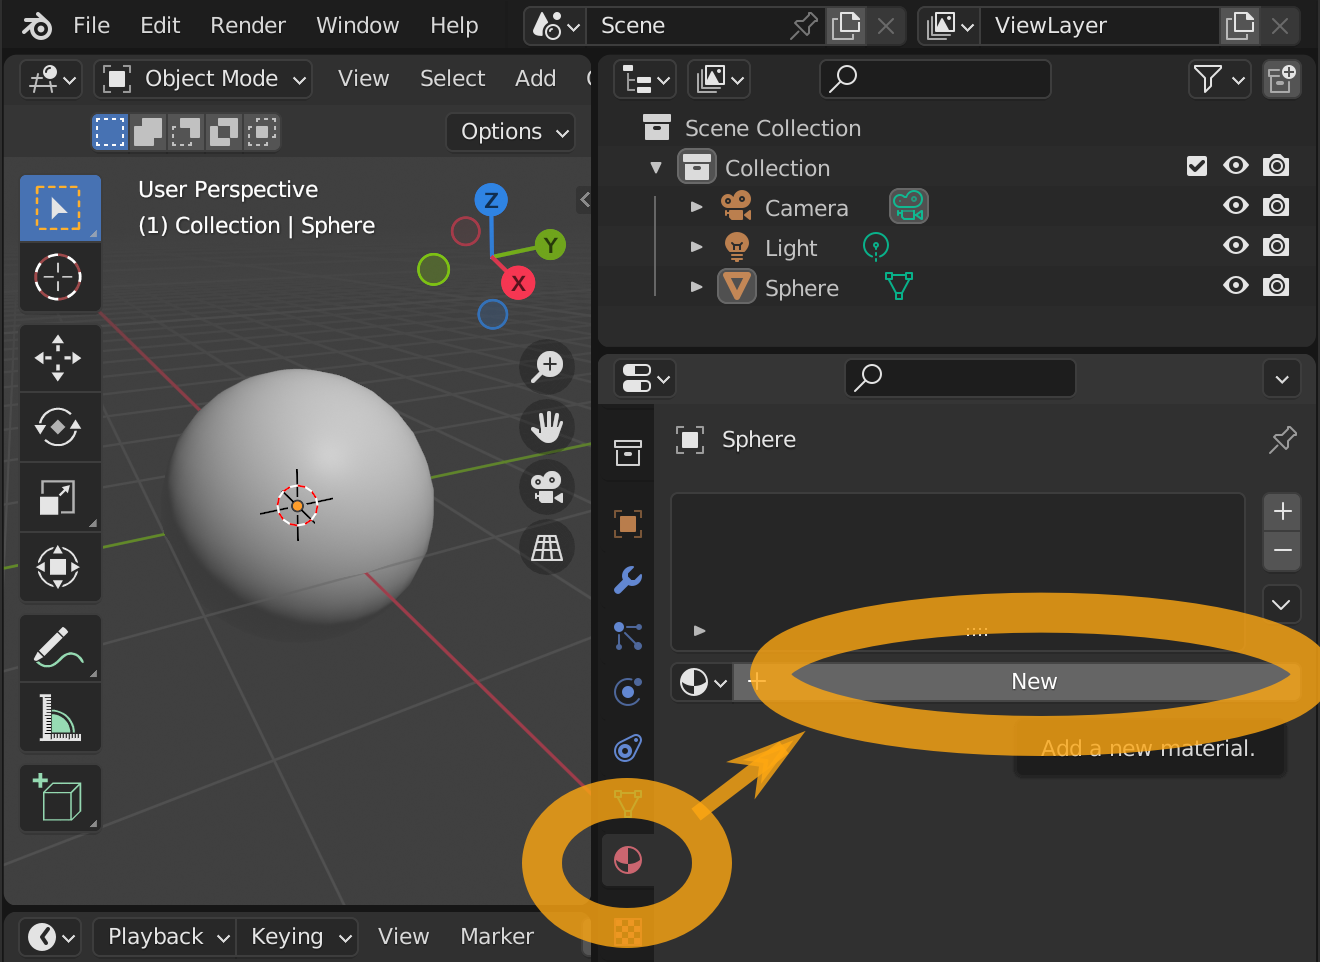 File Edit Render Window Help
Scene
ViewLayer
Object Mode View Select Add
Options
User Perspective
(1) Collection | Sphere
Z
Y
X
Scene Collection
Collection
Camera
Light
Sphere
Sphere
New
Add a new material.
Playback Keying View Marker